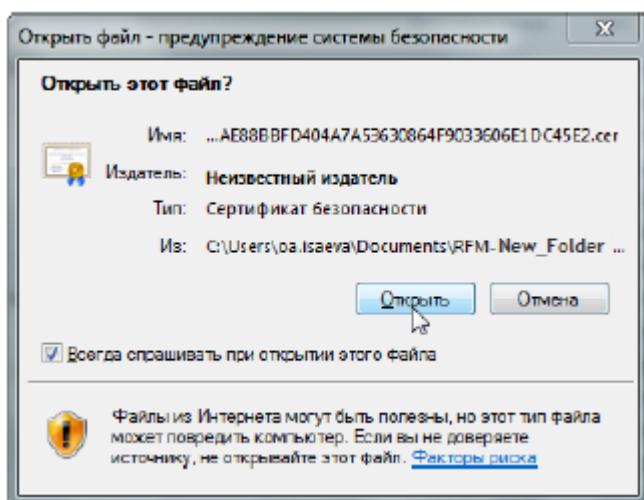 Открыть файл - предупреждение системы безопасности
Открыть этот файл?
Имя: ...AE88BBFD404A7A53630864F9033606E1DC45E2.cer
Издатель: Неизвестный издатель
Тип: Сертификат безопасности
Из: C:\Users\oa.isaeva\Documents\RFM-New_Folder ...
Открыть Отмена
Всегда спрашивать при открытии этого файла
Файлы из Интернета могут быть полезны, но этот тип файла
может повредить компьютер. Если вы не доверяете
источнику, не открывайте этот файл. Факторы риска